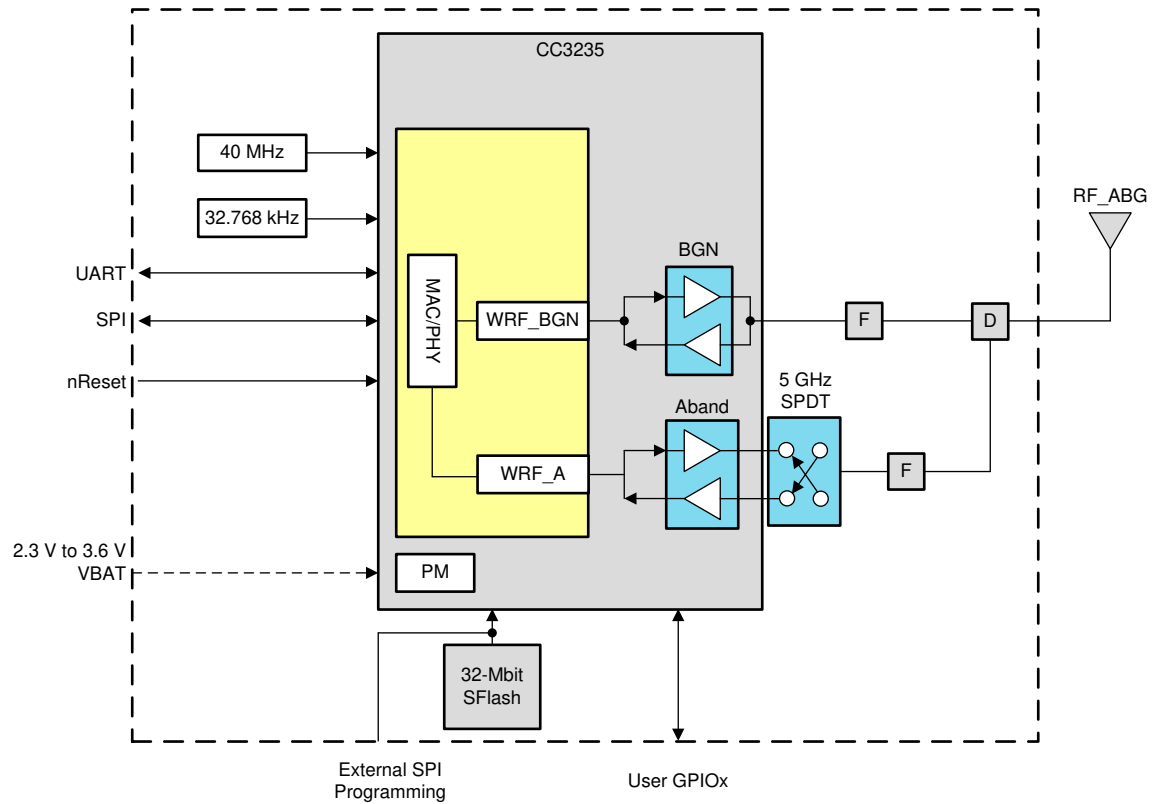 CC3235
40 MHz
32.768 kHz
RF_ABG
UART
BGN
SPI
MAC/PHY
WRF_BGN
F
D
nReset
5 GHz
SPDT
Aband
WRF_A
F
2.3 V to 3.6 V
VBAT
PM
32-Mbit
SFlash
External SPI
Programming
User GPIOx